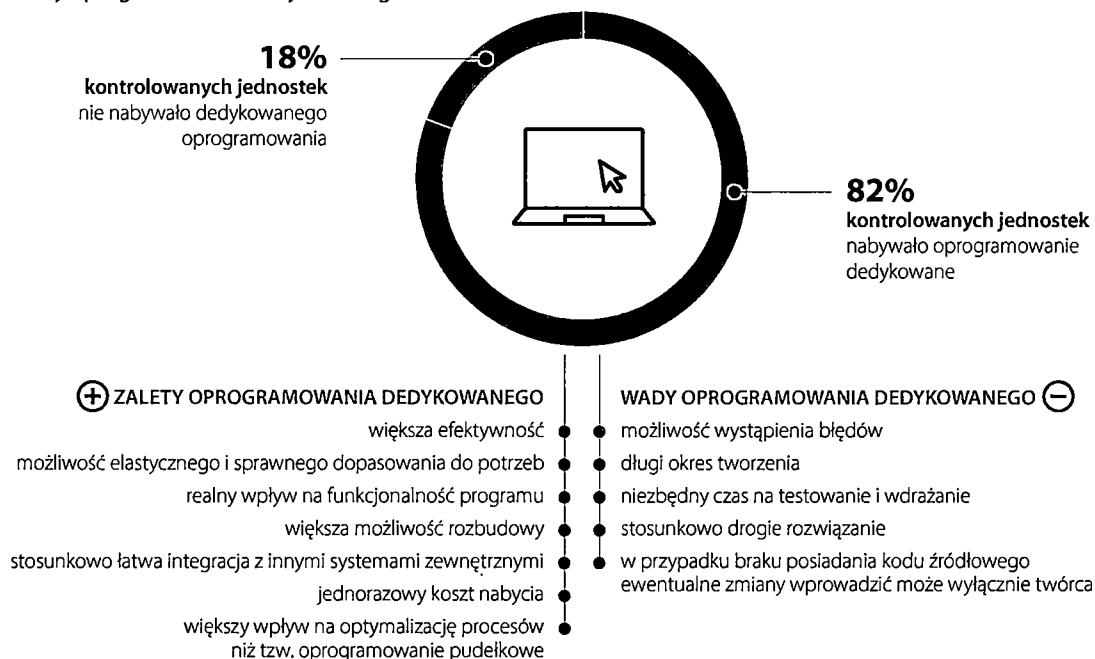 18%
kontrolowanych jednostek
nie nabywało dedykowanego
oprogramowania
82%
kontrolowanych jednostek
nabywało oprogramowanie
dedykowane
ZALETY OPROGRAMOWANIA DEDYKOWANEGO
większa efektywność
możliwość elastycznego i sprawnego dopasowania do potrzeb
realny wpływ na funkcjonalność programu
większa możliwość rozbudowy
stosunkowo łatwa integracja z innymi systemami zewnętrznymi
jednorazowy koszt nabycia
większy wpływ na optymalizację procesów
niż tzw. oprogramowanie pudełkowe
WADY OPROGRAMOWANIA DEDYKOWANEGO
możliwość wystąpienia błędów
długi okres tworzenia
niezbędny czas na testowanie i wdrażanie
stosunkowo drogie rozwiązanie
w przypadku braku posiadania kodu źródłowego
ewentualne zmiany wprowadzić może wyłącznie twórca